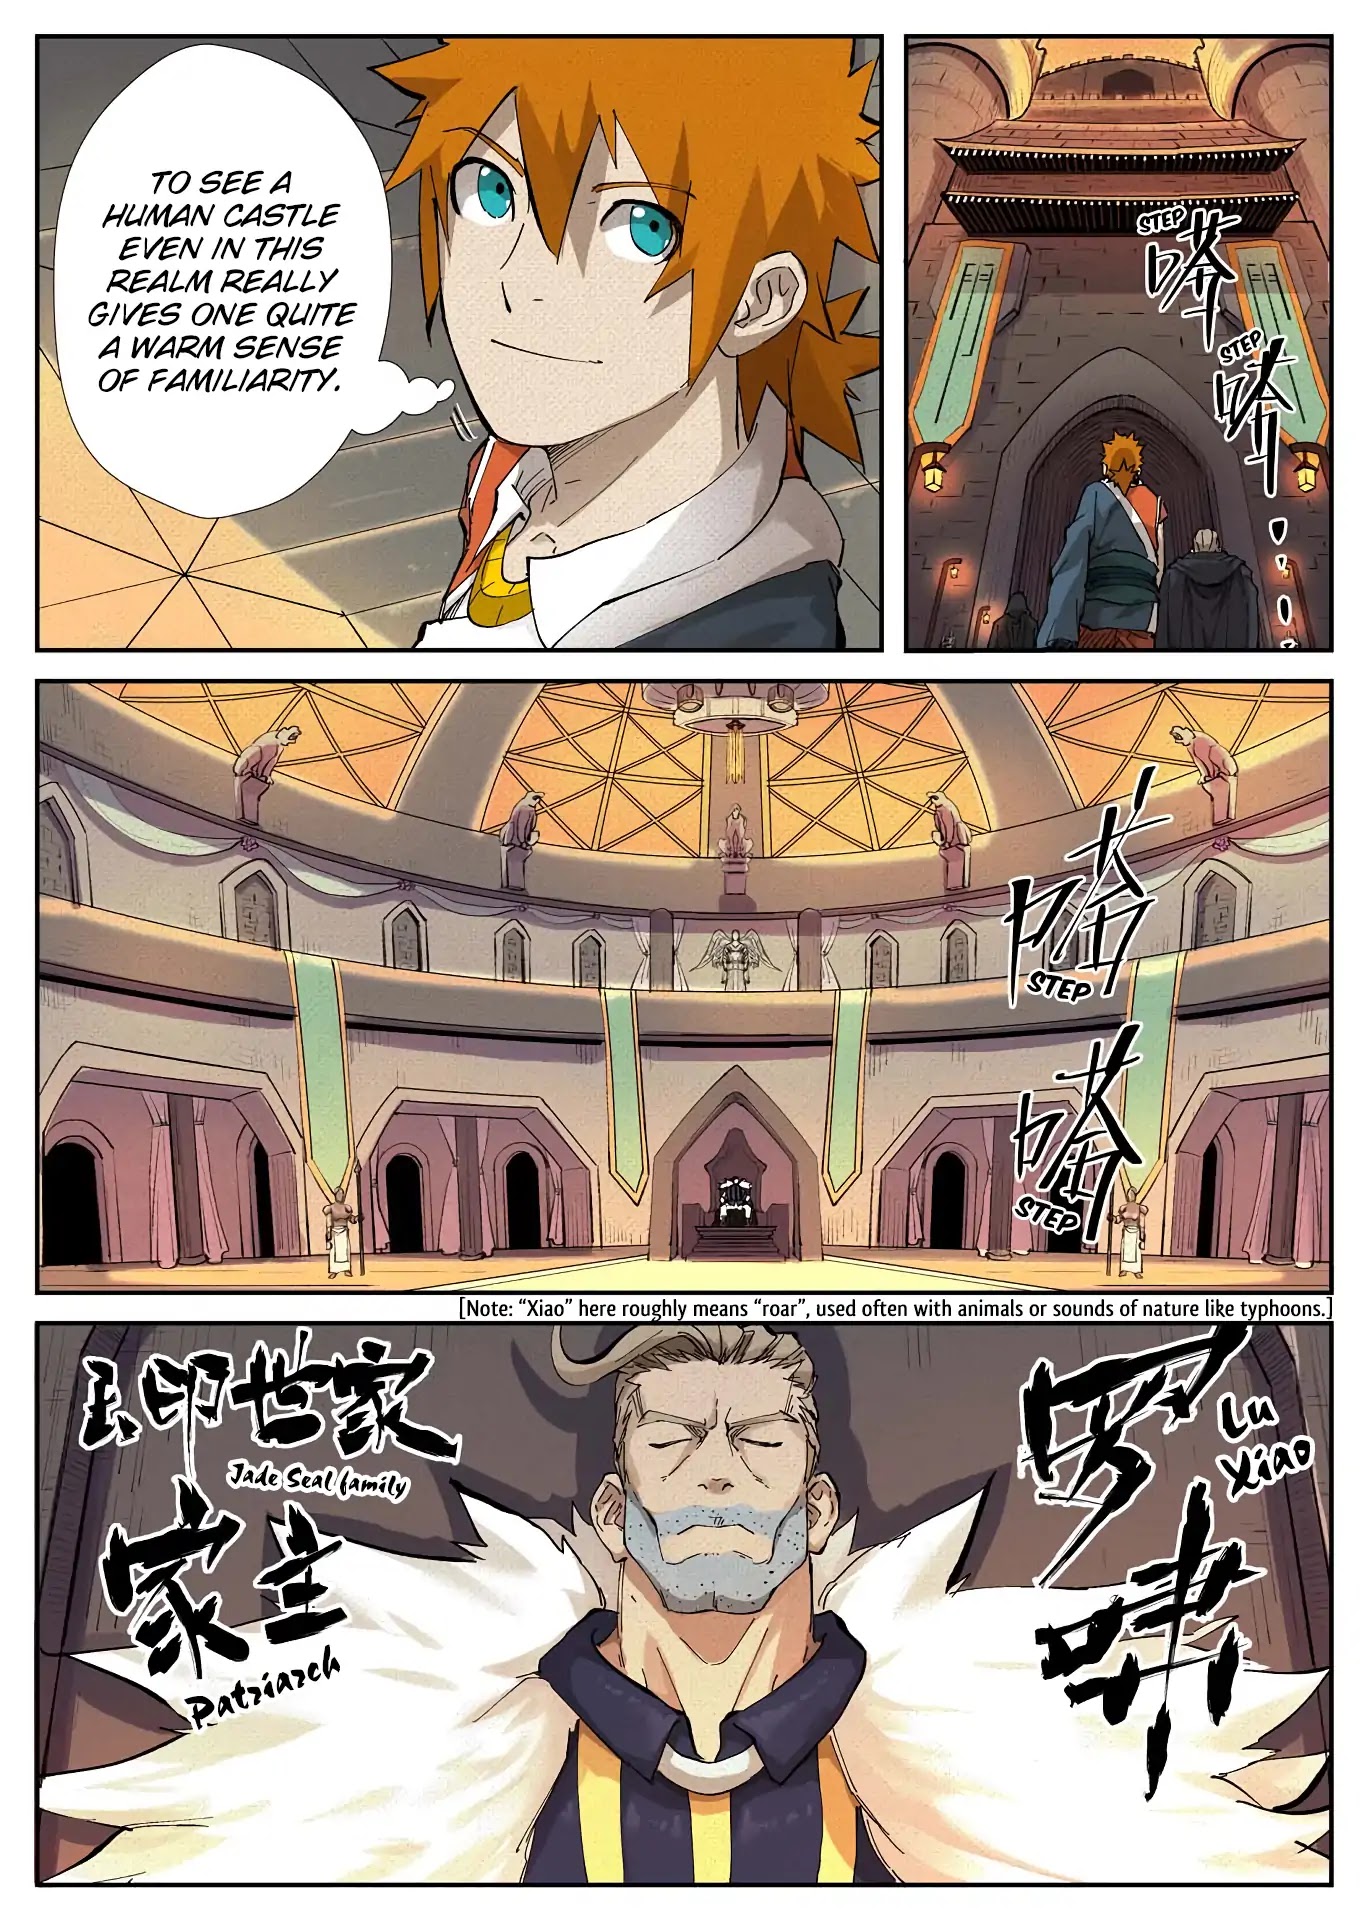 TO SEE A
HUMAN CASTLE
EVEN IN THIS
REALM REALLY
GIVES ONE QUITE
A WARM SENSE
OF FAMILIARITY.
STEP
嗒
STEP
嗒
嗒
STEP
嗒
STEP
[Note: “Xiao” here roughly means “roar”, used often with animals or sounds of nature like typhoons.]
玉印世家
Jade Seal family
家主
Patriarch
罗
啸
Lu
Xiao